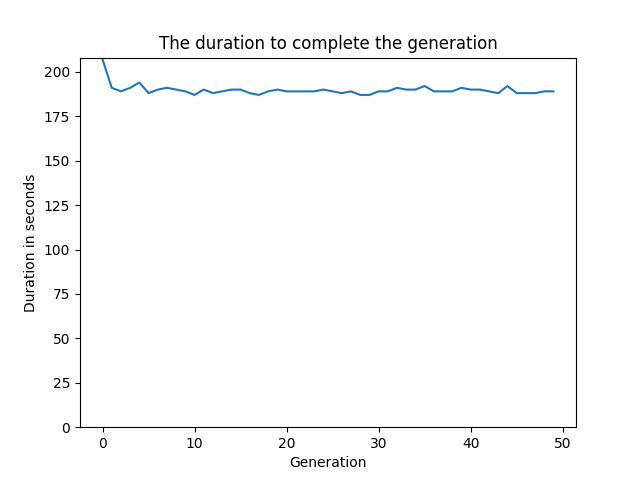 The duration to complete the generation
200
175
150
125
100
75
50
25
0
Duration in seconds
0 10 20 30 40 50
Generation